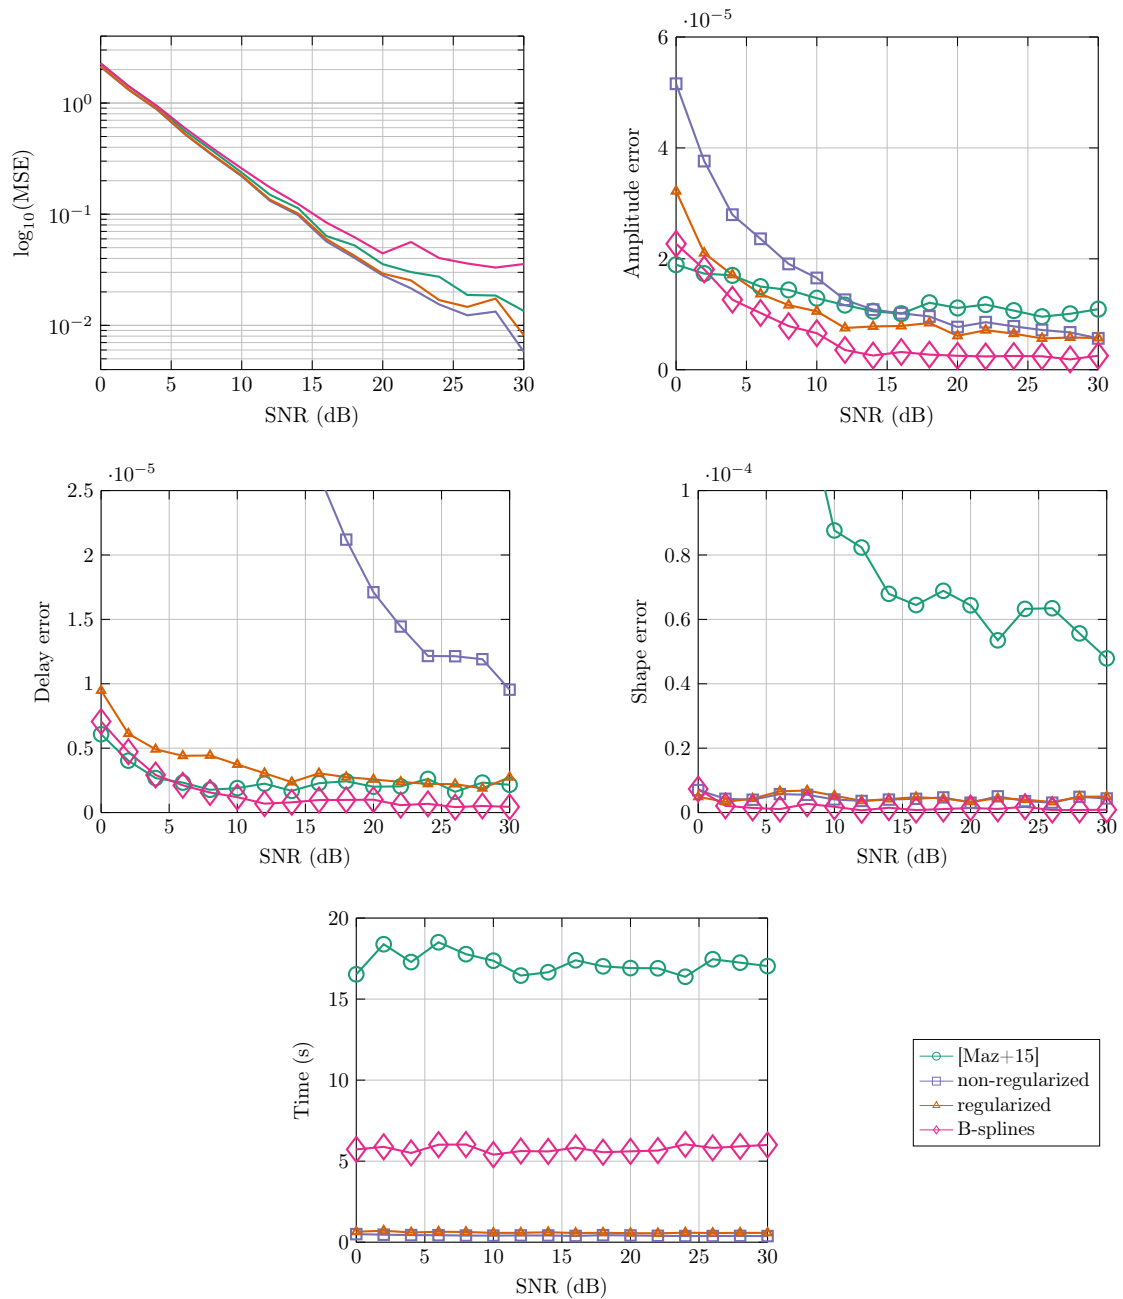 10^0
10^−1
10^−2
log10(MSE)
0 5 10 15 20 25 30
SNR (dB)
·10^−5
6
4
2
0
Amplitude error
0 5 10 15 20 25 30
SNR (dB)
·10^−5
2.5
2
1.5
1
0.5
0
Delay error
0 5 10 15 20 25 30
SNR (dB)
·10^−4
1
0.8
0.6
0.4
0.2
0
Shape error
0 5 10 15 20 25 30
SNR (dB)
20
15
10
5
0
Time (s)
0 5 10 15 20 25 30
SNR (dB)
[Maz+15]
non-regularized
regularized
B-splines